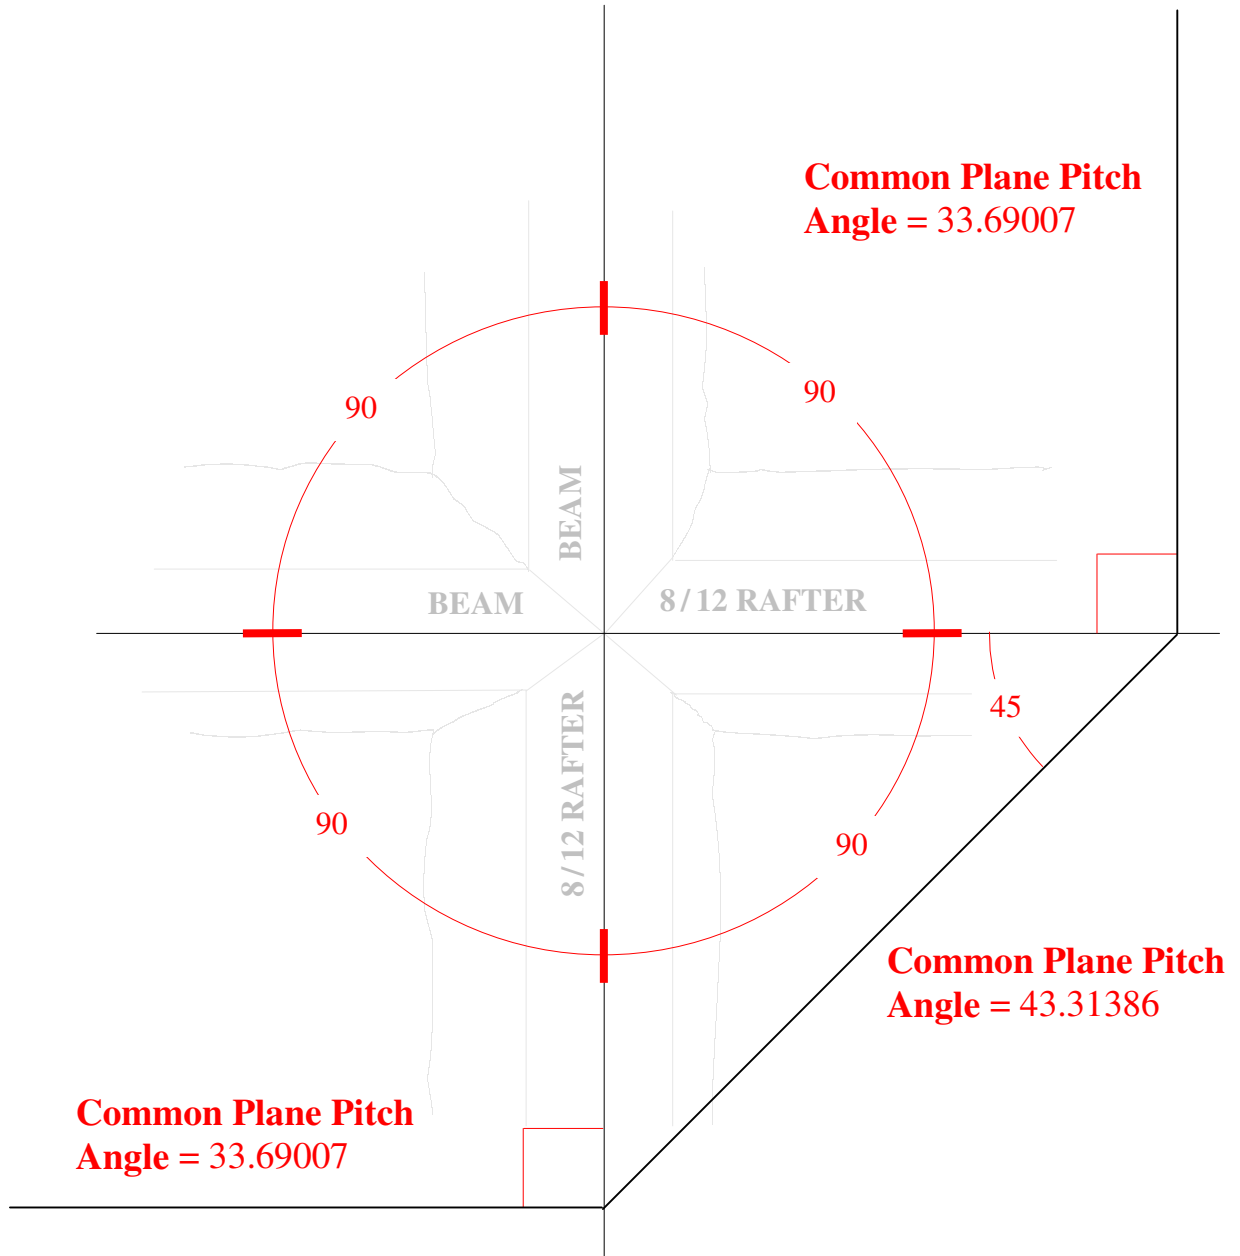 Common Plane Pitch
Angle = 33.69007
90
90
BEAM
BEAM
8/12 RAFTER
45
8/12 RAFTER
90
90
Common Plane Pitch
Angle = 43.31386
Common Plane Pitch
Angle = 33.69007